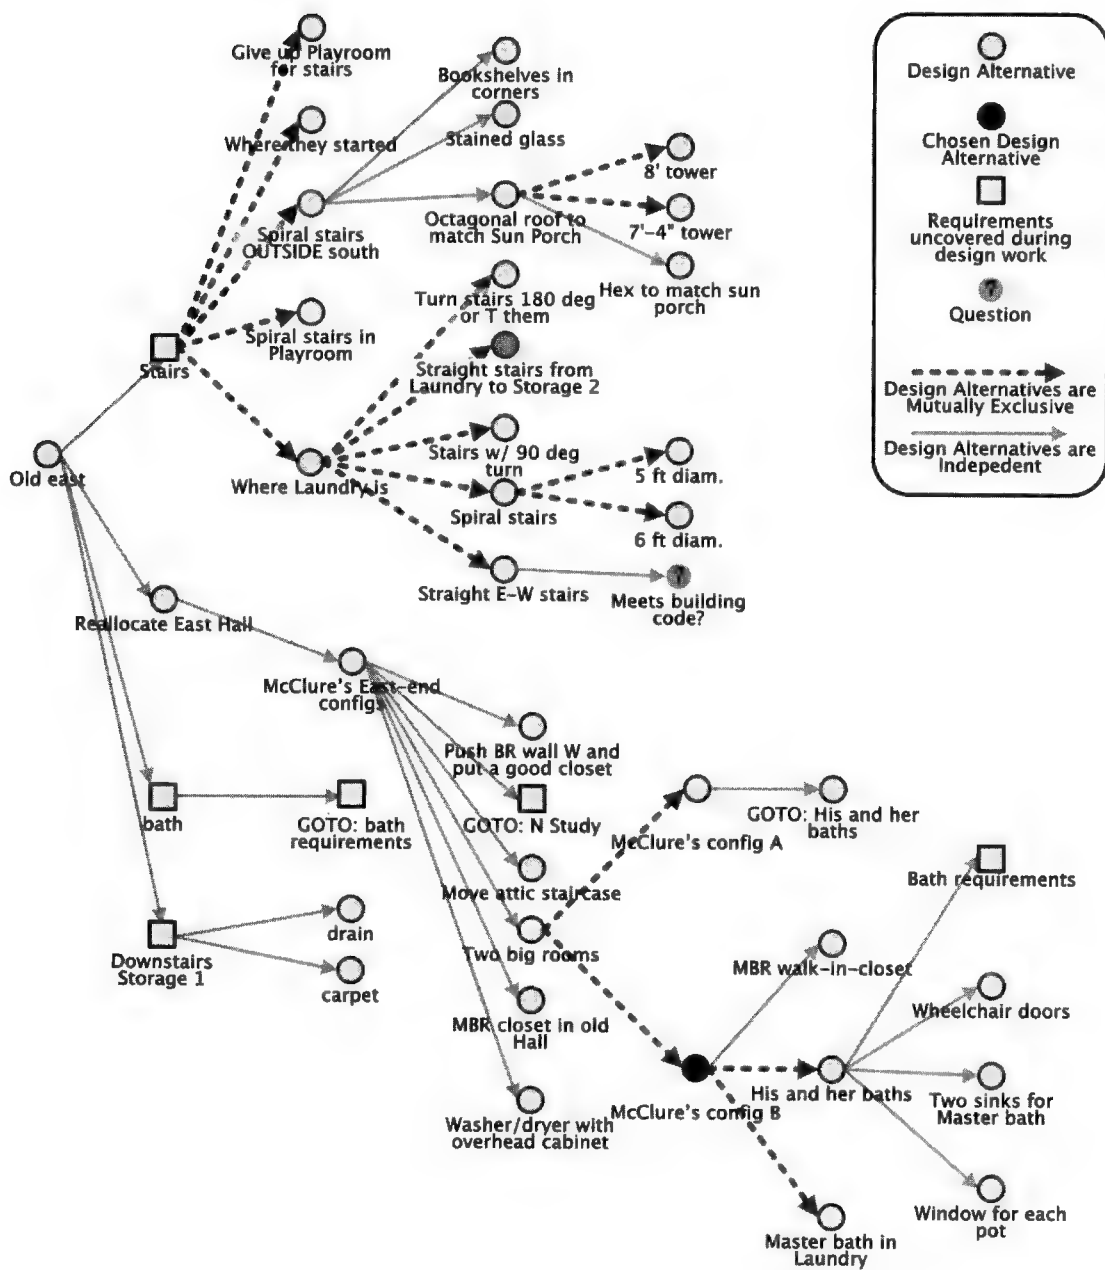 Give up Playroom
for stairs
Where they started
Spiral stairs
OUTSIDE south
Spiral stairs in
Playroom
Stairs
Old east
Where Laundry is
Bookshelves in
corners
Stained glass
Octagonal roof to
match Sun Porch
8' tower
7'-4" tower
Hex to match sun
porch
Turn stairs 180 deg
or T them
Straight stairs from
Laundry to Storage 2
Stairs w/ 90 deg
turn
Spiral stairs
5 ft diam.
6 ft diam.
Straight E-W stairs
?
Meets building
code?
Reallocate East Hall
McClure's East-end
configs
Push BR wall W and
put a good closet
GOTO: N Study
Move attic staircase
Two big rooms
MBR closet in old
Hall
Washer/dryer with
overhead cabinet
bath
GOTO: bath
requirements
Downstairs
Storage 1
drain
carpet
McClure's config A
GOTO: His and her
baths
McClure's config B
MBR walk-in-closet
His and her baths
Master bath in
Laundry
Bath requirements
Wheelchair doors
Two sinks for
Master bath
Window for each
pot
Design Alternative
Chosen Design
Alternative
Requirements
uncovered during
design work
?
Question
Design Alternatives are
Mutually Exclusive
Design Alternatives are
Indepedent